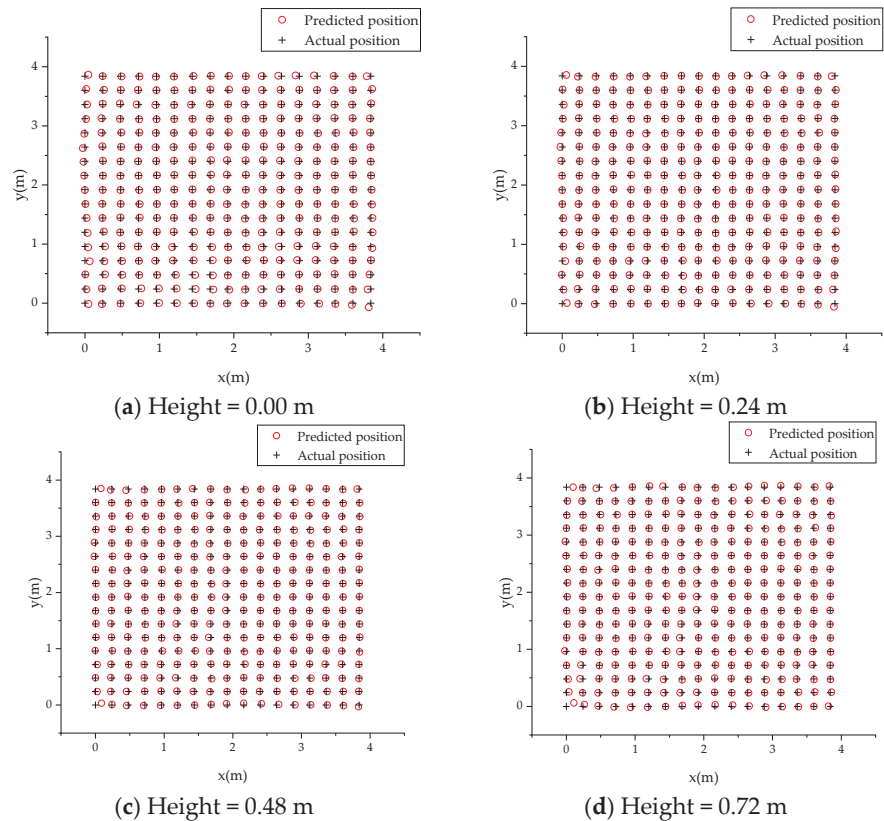 Predicted position
Actual position
4
3
2
1
0
y(m)
0 1 2 3 4
x(m)
(a) Height = 0.00 m
Predicted position
Actual position
4
3
2
1
0
y(m)
0 1 2 3 4
x(m)
(b) Height = 0.24 m
Predicted position
Actual position
4
3
2
1
0
y(m)
0 1 2 3 4
x(m)
(c) Height = 0.48 m
Predicted position
Actual position
4
3
2
1
0
y(m)
0 1 2 3 4
x(m)
(d) Height = 0.72 m